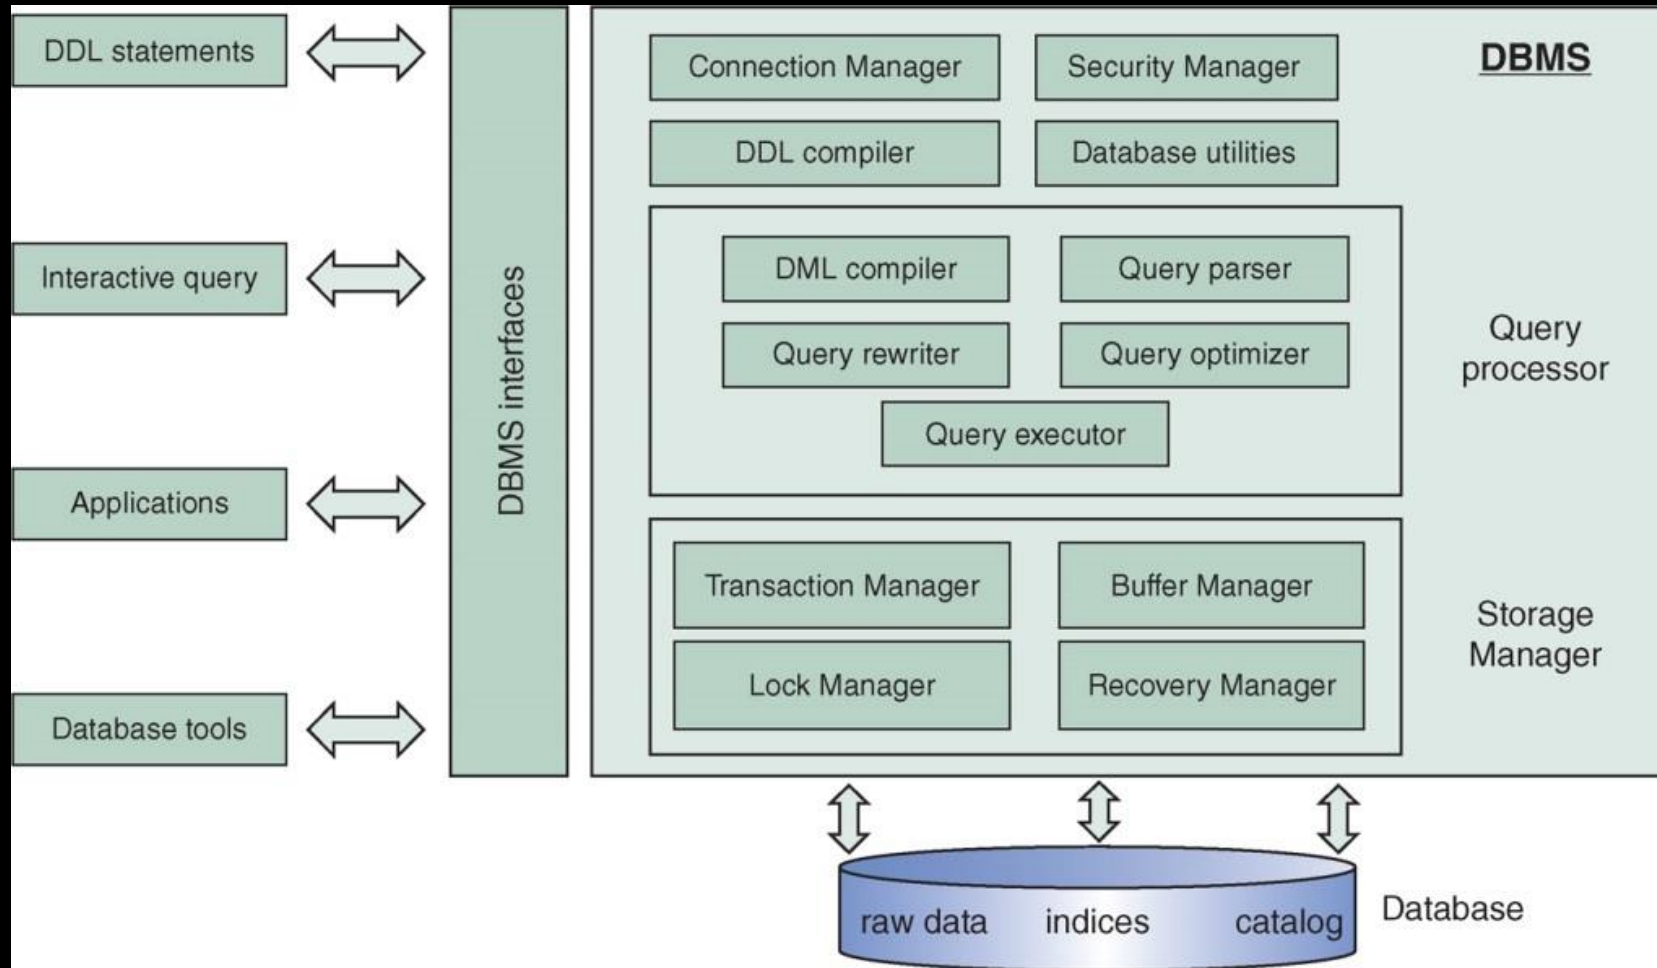 DDL statements
Interactive query
Applications
Database tools
DBMS interfaces
DBMS
Connection Manager
Security Manager
DDL compiler
Database utilities
DML compiler
Query parser
Query rewriter
Query optimizer
Query executor
Query
processor
Transaction Manager
Buffer Manager
Lock Manager
Recovery Manager
Storage
Manager
raw data
indices
catalog
Database